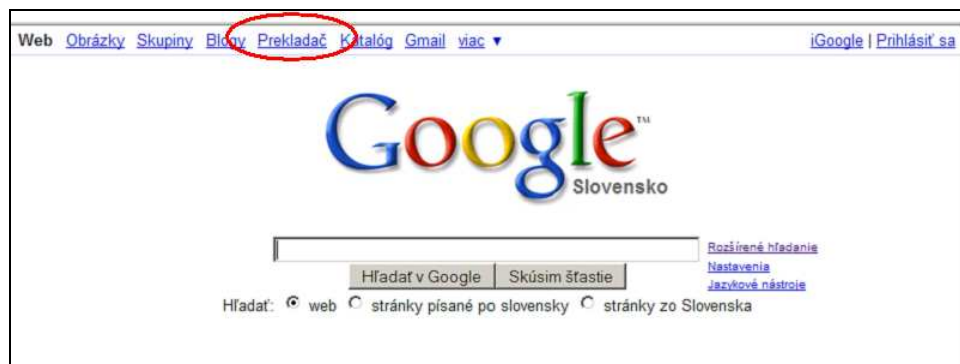 Web Obrázky Skupiny Blogy Prekladač Katalóg Gmail viac ▼ iGoogle | Prihlásiť sa
Google™
Slovensko
Rozšírené hľadanie
Hľadať v Google Skúsim šťastie Nastavenia
Jazykové nástroje
Hľadať: web stránky písané po slovensky stránky zo Slovenska